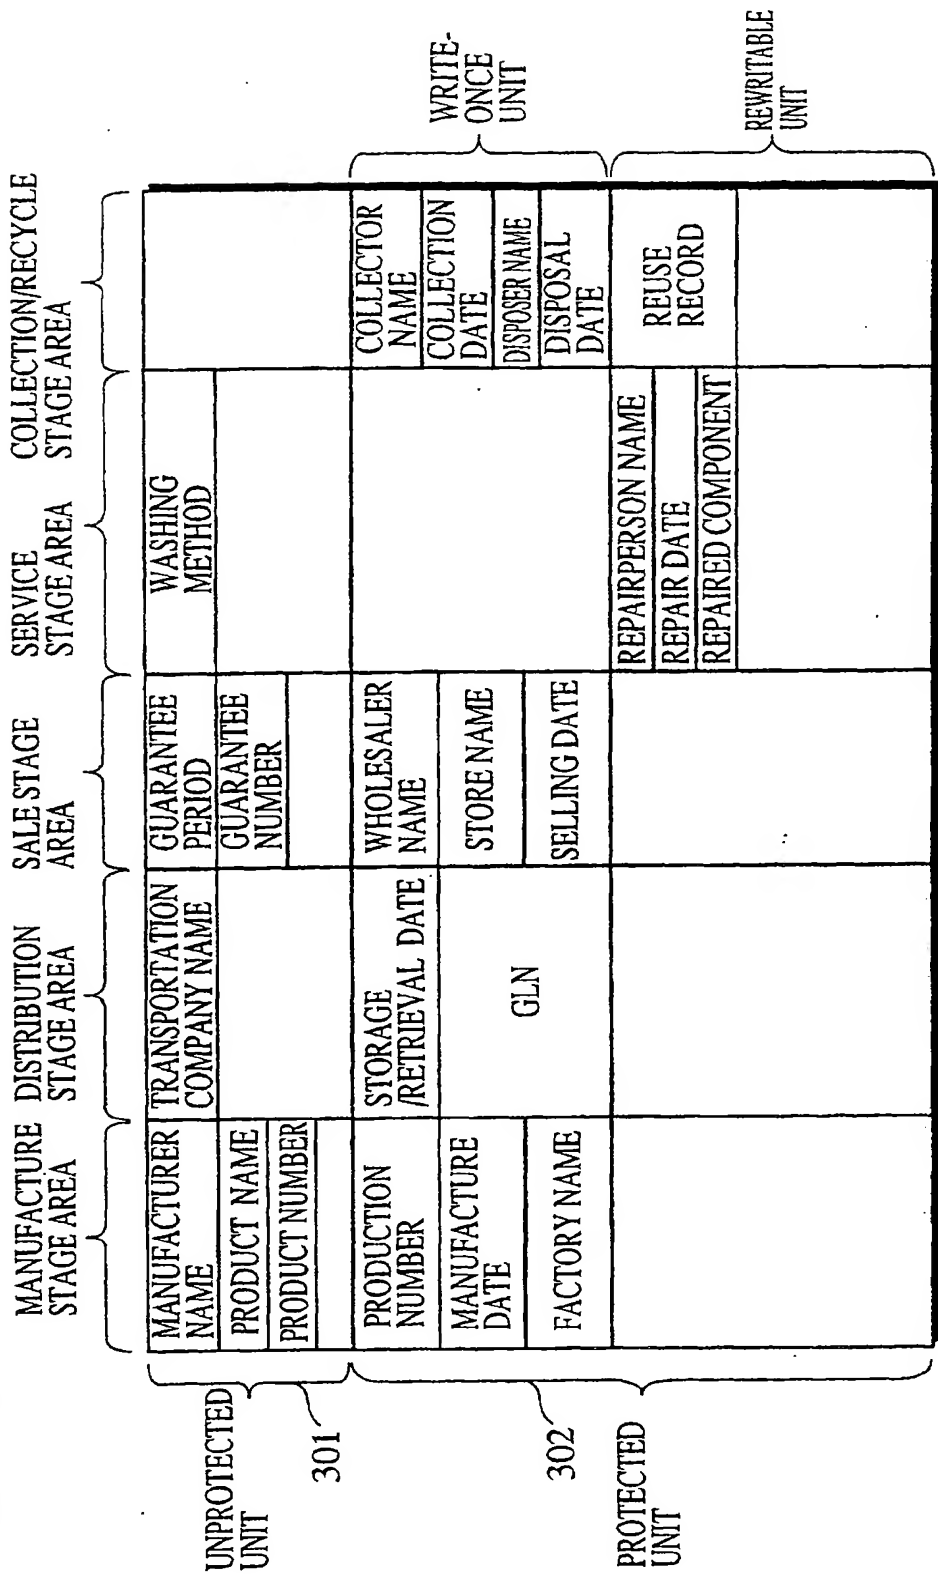 MANUFACTURE
STAGE AREA
DISTRIBUTION
STAGE AREA
SALE STAGE
AREA
SERVICE
STAGE AREA
COLLECTION/RECYCLE
STAGE AREA
UNPROTECTED
UNIT
301
MANUFACTURER
NAME
PRODUCT NAME
PRODUCT NUMBER
TRANSPORTATION
COMPANY NAME
GUARANTEE
PERIOD
GUARANTEE
NUMBER
WASHING
METHOD
PROTECTED
UNIT
302
PRODUCTION
NUMBER
MANUFACTURE
DATE
FACTORY NAME
STORAGE
/RETRIEVAL DATE
GLN
WHOLESALER
NAME
STORE NAME
SELLING DATE
COLLECTOR
NAME
COLLECTION
DATE
DISPOSER NAME
DISPOSAL
DATE
WRITE-
ONCE
UNIT
REPAIRPERSON NAME
REPAIR DATE
REPAIRED COMPONENT
REUSE
RECORD
REWRITABLE
UNIT